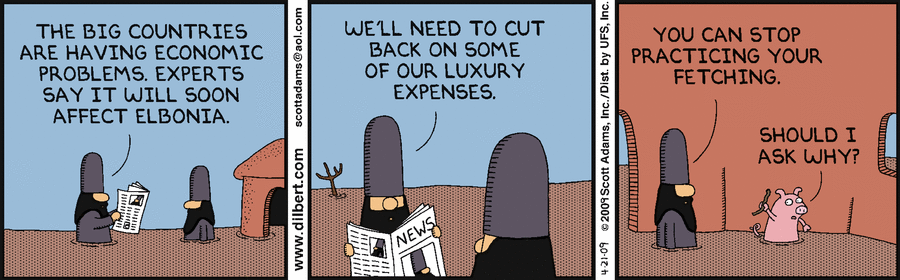 THE BIG COUNTRIES
ARE HAVING ECONOMIC
PROBLEMS. EXPERTS
SAY IT WILL SOON
AFFECT ELBONIA.
www.dilbert.com
scottadams@aol.com
WE'LL NEED TO CUT
BACK ON SOME
OF OUR LUXURY
EXPENSES.
NEWS
4-21-09
© 2009 Scott Adams, Inc./Dist. by UFS, Inc.
YOU CAN STOP
PRACTICING YOUR
FETCHING.
SHOULD I
ASK WHY?